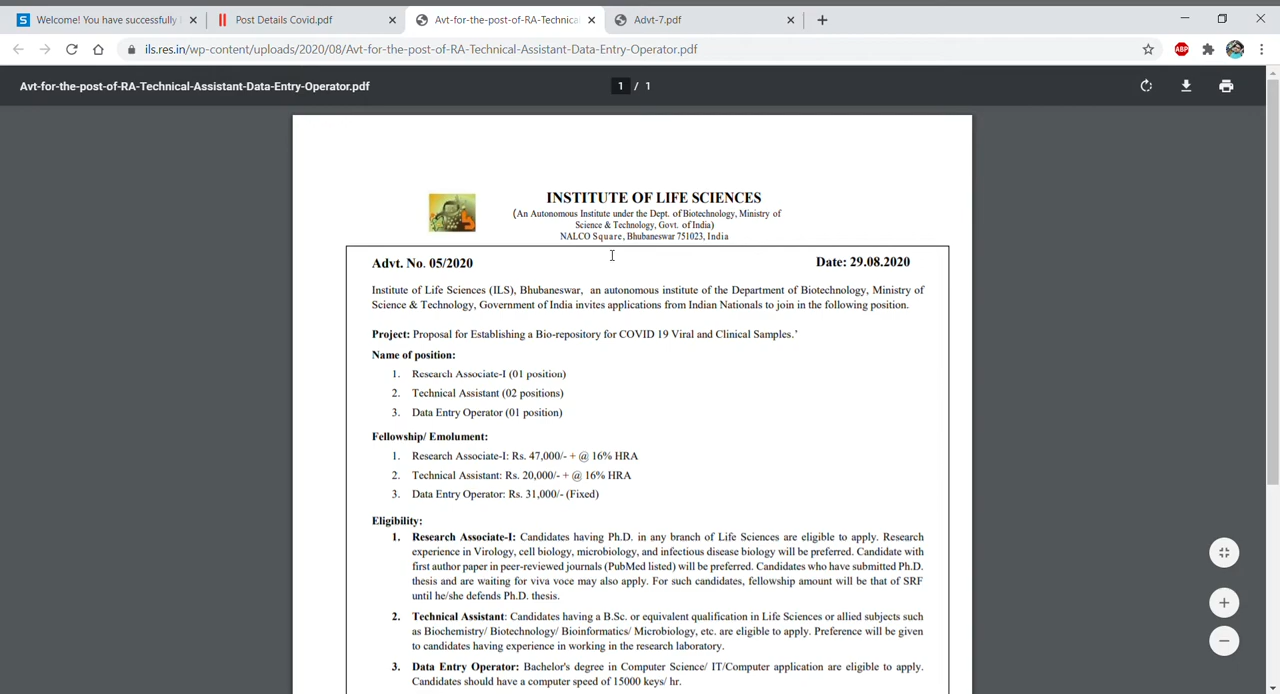 Welcome! You have successfully
Post Details Covid.pdf
Avt-for-the-post-of-RA-Technical
Advt-7.pdf
ils.res.in/wp-content/uploads/2020/08/Avt-for-the-post-of-RA-Technical-Assistant-Data-Entry-Operator.pdf
ABP
Avt-for-the-post-of-RA-Technical-Assistant-Data-Entry-Operator.pdf
1 / 1
INSTITUTE OF LIFE SCIENCES
(An Autonomous Institute under the Dept. of Biotechnology, Ministry of
Science & Technology, Govt. of India)
NALCO Square, Bhubaneswar 751023, India
Advt. No. 05/2020 Date: 29.08.2020
Institute of Life Sciences (ILS), Bhubaneswar, an autonomous institute of the Department of Biotechnology, Ministry of
Science & Technology, Government of India invites applications from Indian Nationals to join in the following position.
Project: Proposal for Establishing a Bio-repository for COVID 19 Viral and Clinical Samples.’
Name of position:
1. Research Associate-I (01 position)
2. Technical Assistant (02 positions)
3. Data Entry Operator (01 position)
Fellowship/ Emolument:
1. Research Associate-I: Rs. 47,000/- + @ 16% HRA
2. Technical Assistant: Rs. 20,000/- + @ 16% HRA
3. Data Entry Operator: Rs. 31,000/- (Fixed)
Eligibility:
1. Research Associate-I: Candidates having Ph.D. in any branch of Life Sciences are eligible to apply. Research
experience in Virology, cell biology, microbiology, and infectious disease biology will be preferred. Candidate with
first author paper in peer-reviewed journals (PubMed listed) will be preferred. Candidates who have submitted Ph.D.
thesis and are waiting for viva voce may also apply. For such candidates, fellowship amount will be that of SRF
until he/she defends Ph.D. thesis.
2. Technical Assistant: Candidates having a B.Sc. or equivalent qualification in Life Sciences or allied subjects such
as Biochemistry/ Biotechnology/ Bioinformatics/ Microbiology, etc. are eligible to apply. Preference will be given
to candidates having experience in working in the research laboratory.
3. Data Entry Operator: Bachelor's degree in Computer Science/ IT/Computer application are eligible to apply.
Candidates should have a computer speed of 15000 keys/ hr.